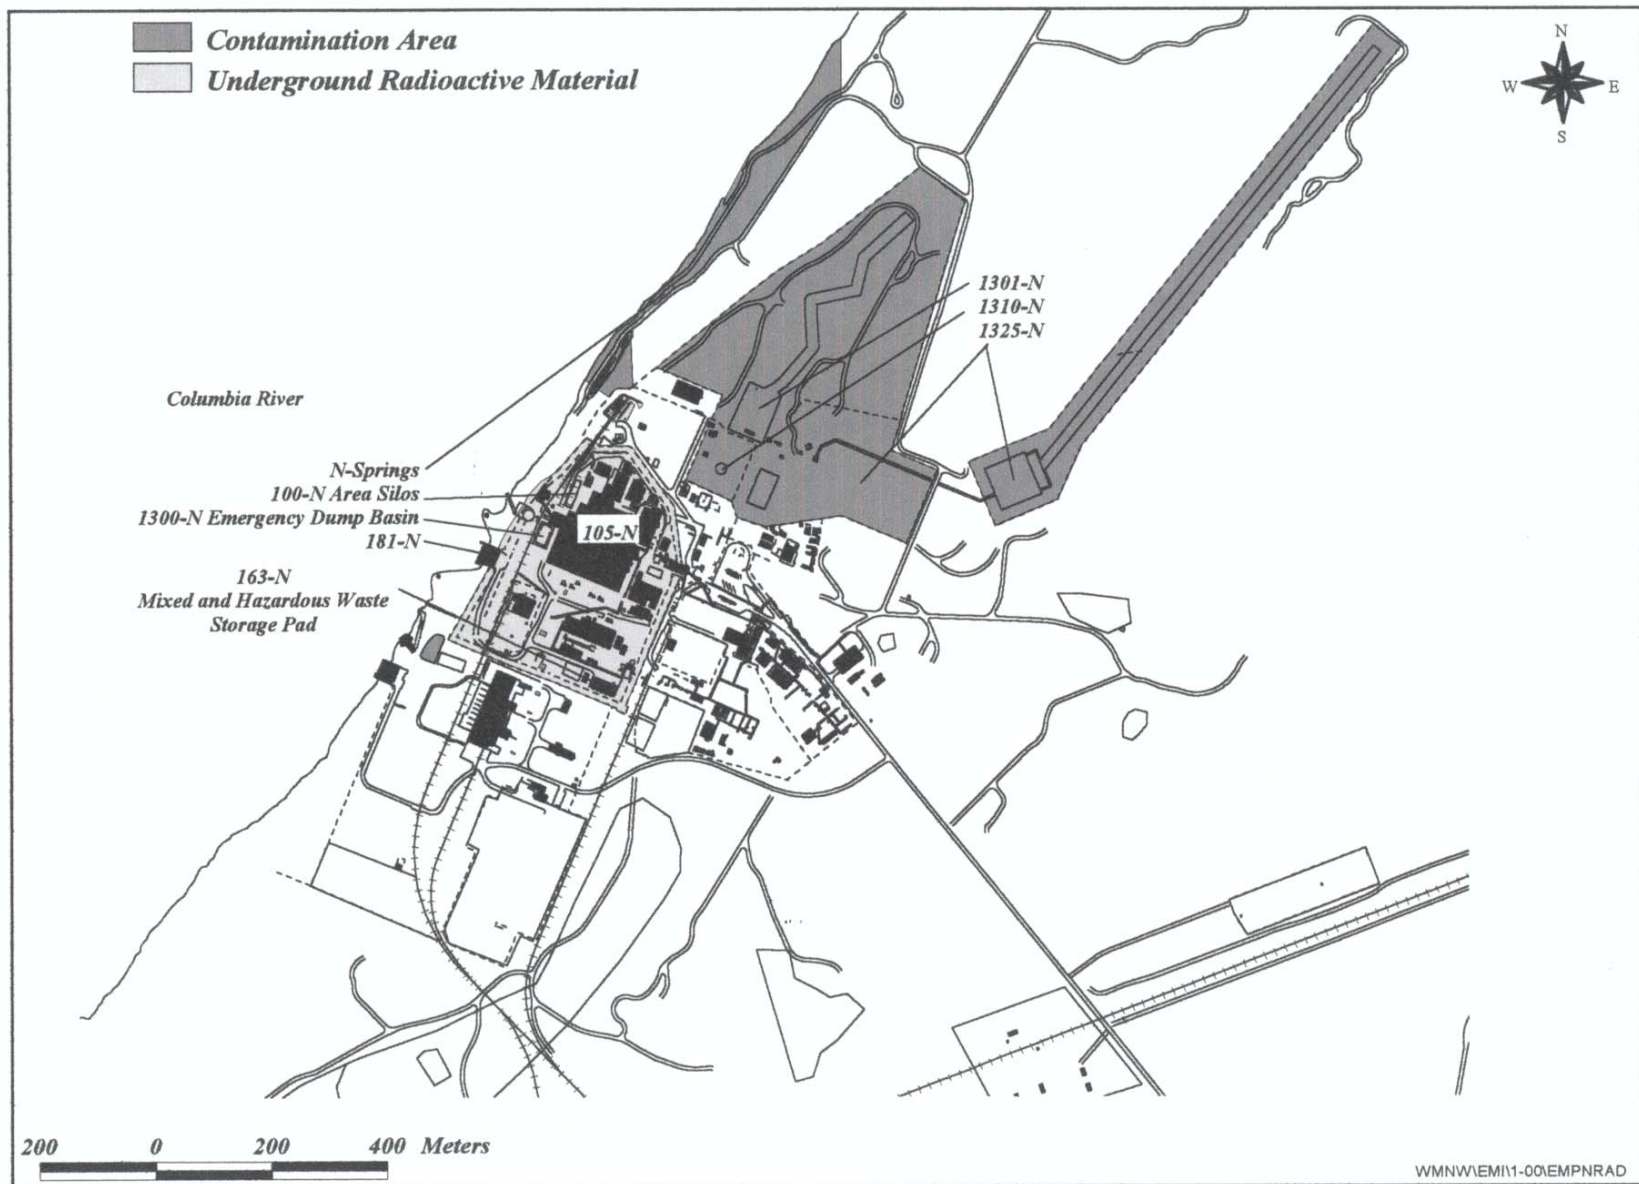 Contamination Area
Underground Radioactive Material
N
W
E
S
1301-N
1310-N
1325-N
Columbia River
N-Springs
100-N Area Silos
1300-N Emergency Dump Basin
181-N
105-N
163-N
Mixed and Hazardous Waste
Storage Pad
200 0 200 400 Meters
WMNW\EMI\1-00\EMPNRAD